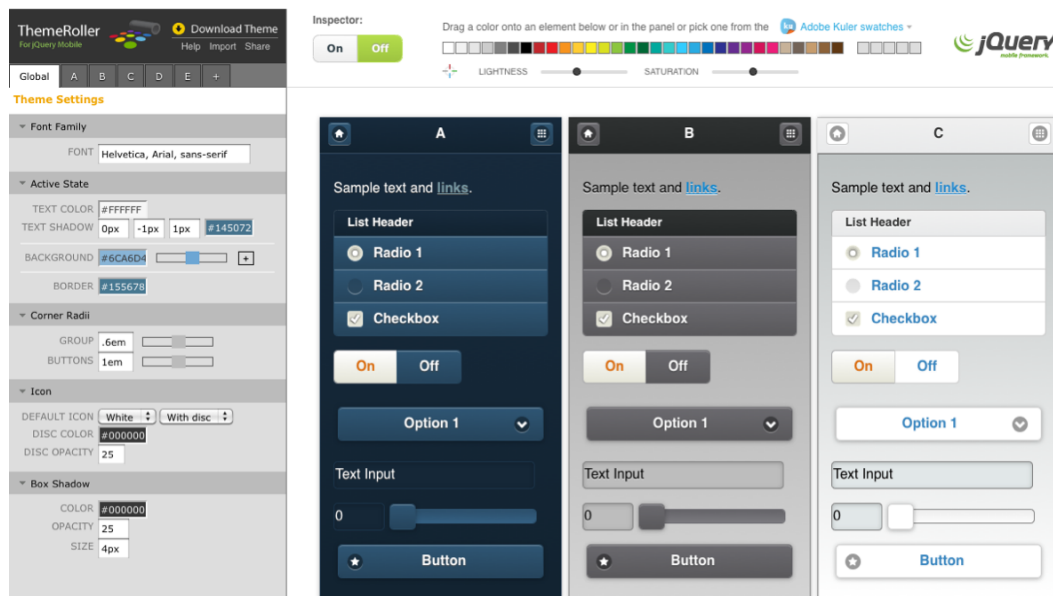 ThemeRoller
For jQuery Mobile
Download Theme
Help Import Share
Global A B C D E +
Theme Settings
Font Family
FONT Helvetica, Arial, sans-serif
Active State
TEXT COLOR #FFFFFF
TEXT SHADOW 0px -1px 1px #145072
BACKGROUND #6CA6D4 +
BORDER #155678
Corner Radii
GROUP .6em
BUTTONS 1em
Icon
DEFAULT ICON White With disc
DISC COLOR #000000
DISC OPACITY 25
Box Shadow
COLOR #000000
OPACITY 25
SIZE 4px
Inspector:
On Off
Drag a color onto an element below or in the panel or pick one from the ku Adobe Kuler swatches
LIGHTNESS SATURATION
jQuery
mobile framework.
A
Sample text and links.
List Header
Radio 1
Radio 2
Checkbox
On Off
Option 1
Text Input
0
Button
B
Sample text and links.
List Header
Radio 1
Radio 2
Checkbox
On Off
Option 1
Text Input
0
Button
C
Sample text and links.
List Header
Radio 1
Radio 2
Checkbox
On Off
Option 1
Text Input
0
Button